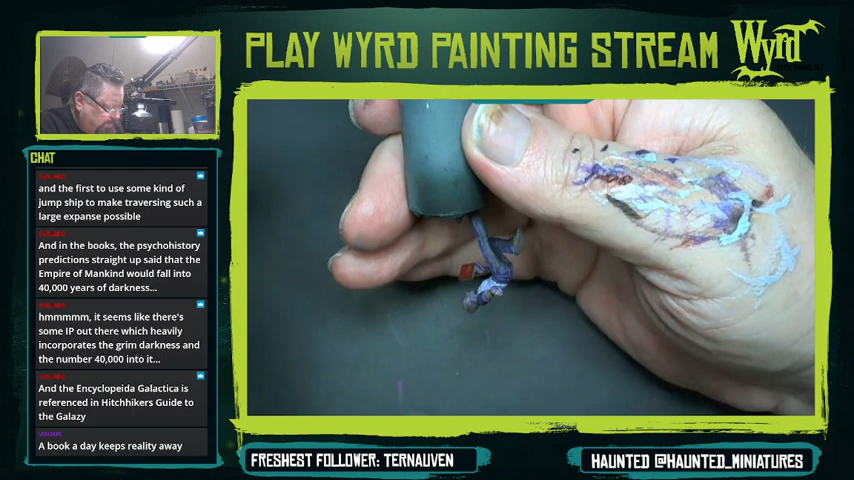 PLAY WYRD PAINTING STREAM
Wyrd
CHAT
and the first to use some kind of
jump ship to make traversing such a
large expanse possible
And in the books, the psychohistory
predictions straight up said that the
Empire of Mankind would fall into
40,000 years of darkness...
hmmmmm, it seems like there's
some IP out there which heavily
incorporates the grim darkness and
the number 40,000 into it...
And the Encyclopeida Galactica is
referenced in Hitchhikers Guide to
the Galazy
A book a day keeps reality away
FRESHEST FOLLOWER: TERNAUVEN
HAUNTED @HAUNTED_MINIATURES